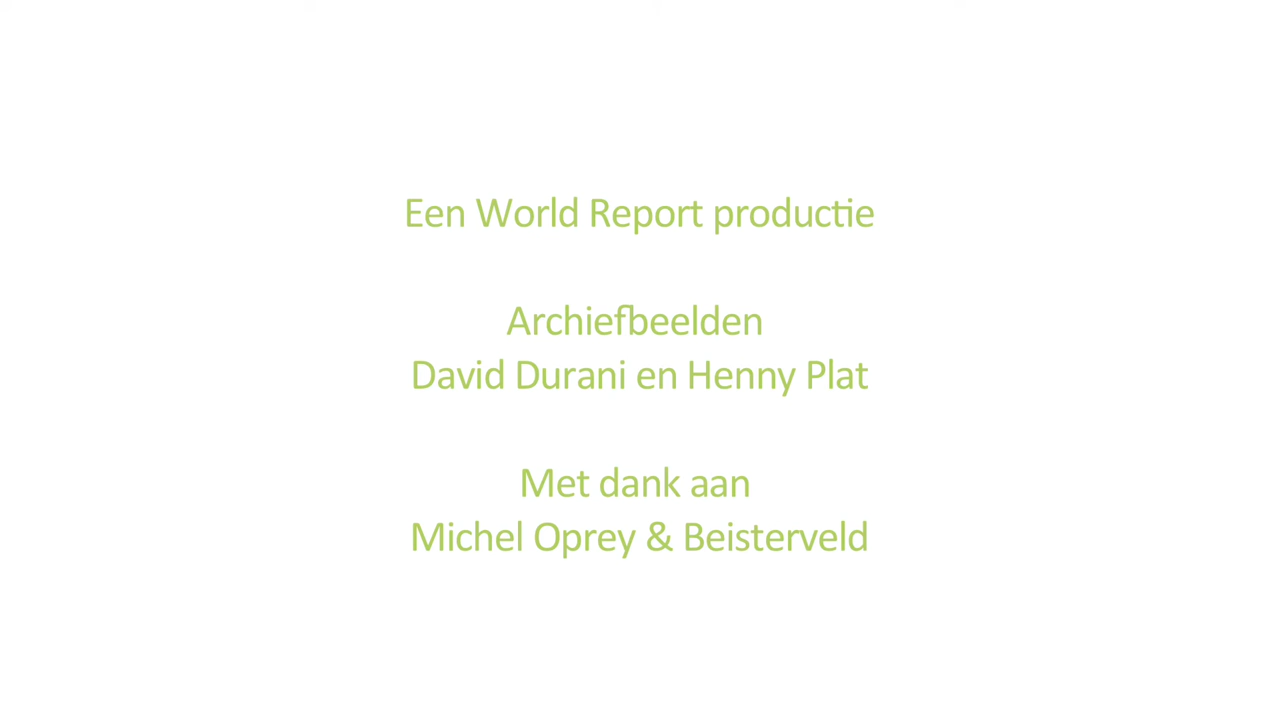 Een World Report productie
Archiefbeelden
David Durani en Henny Plat
Met dank aan
Michel Oprey & Beisterveld